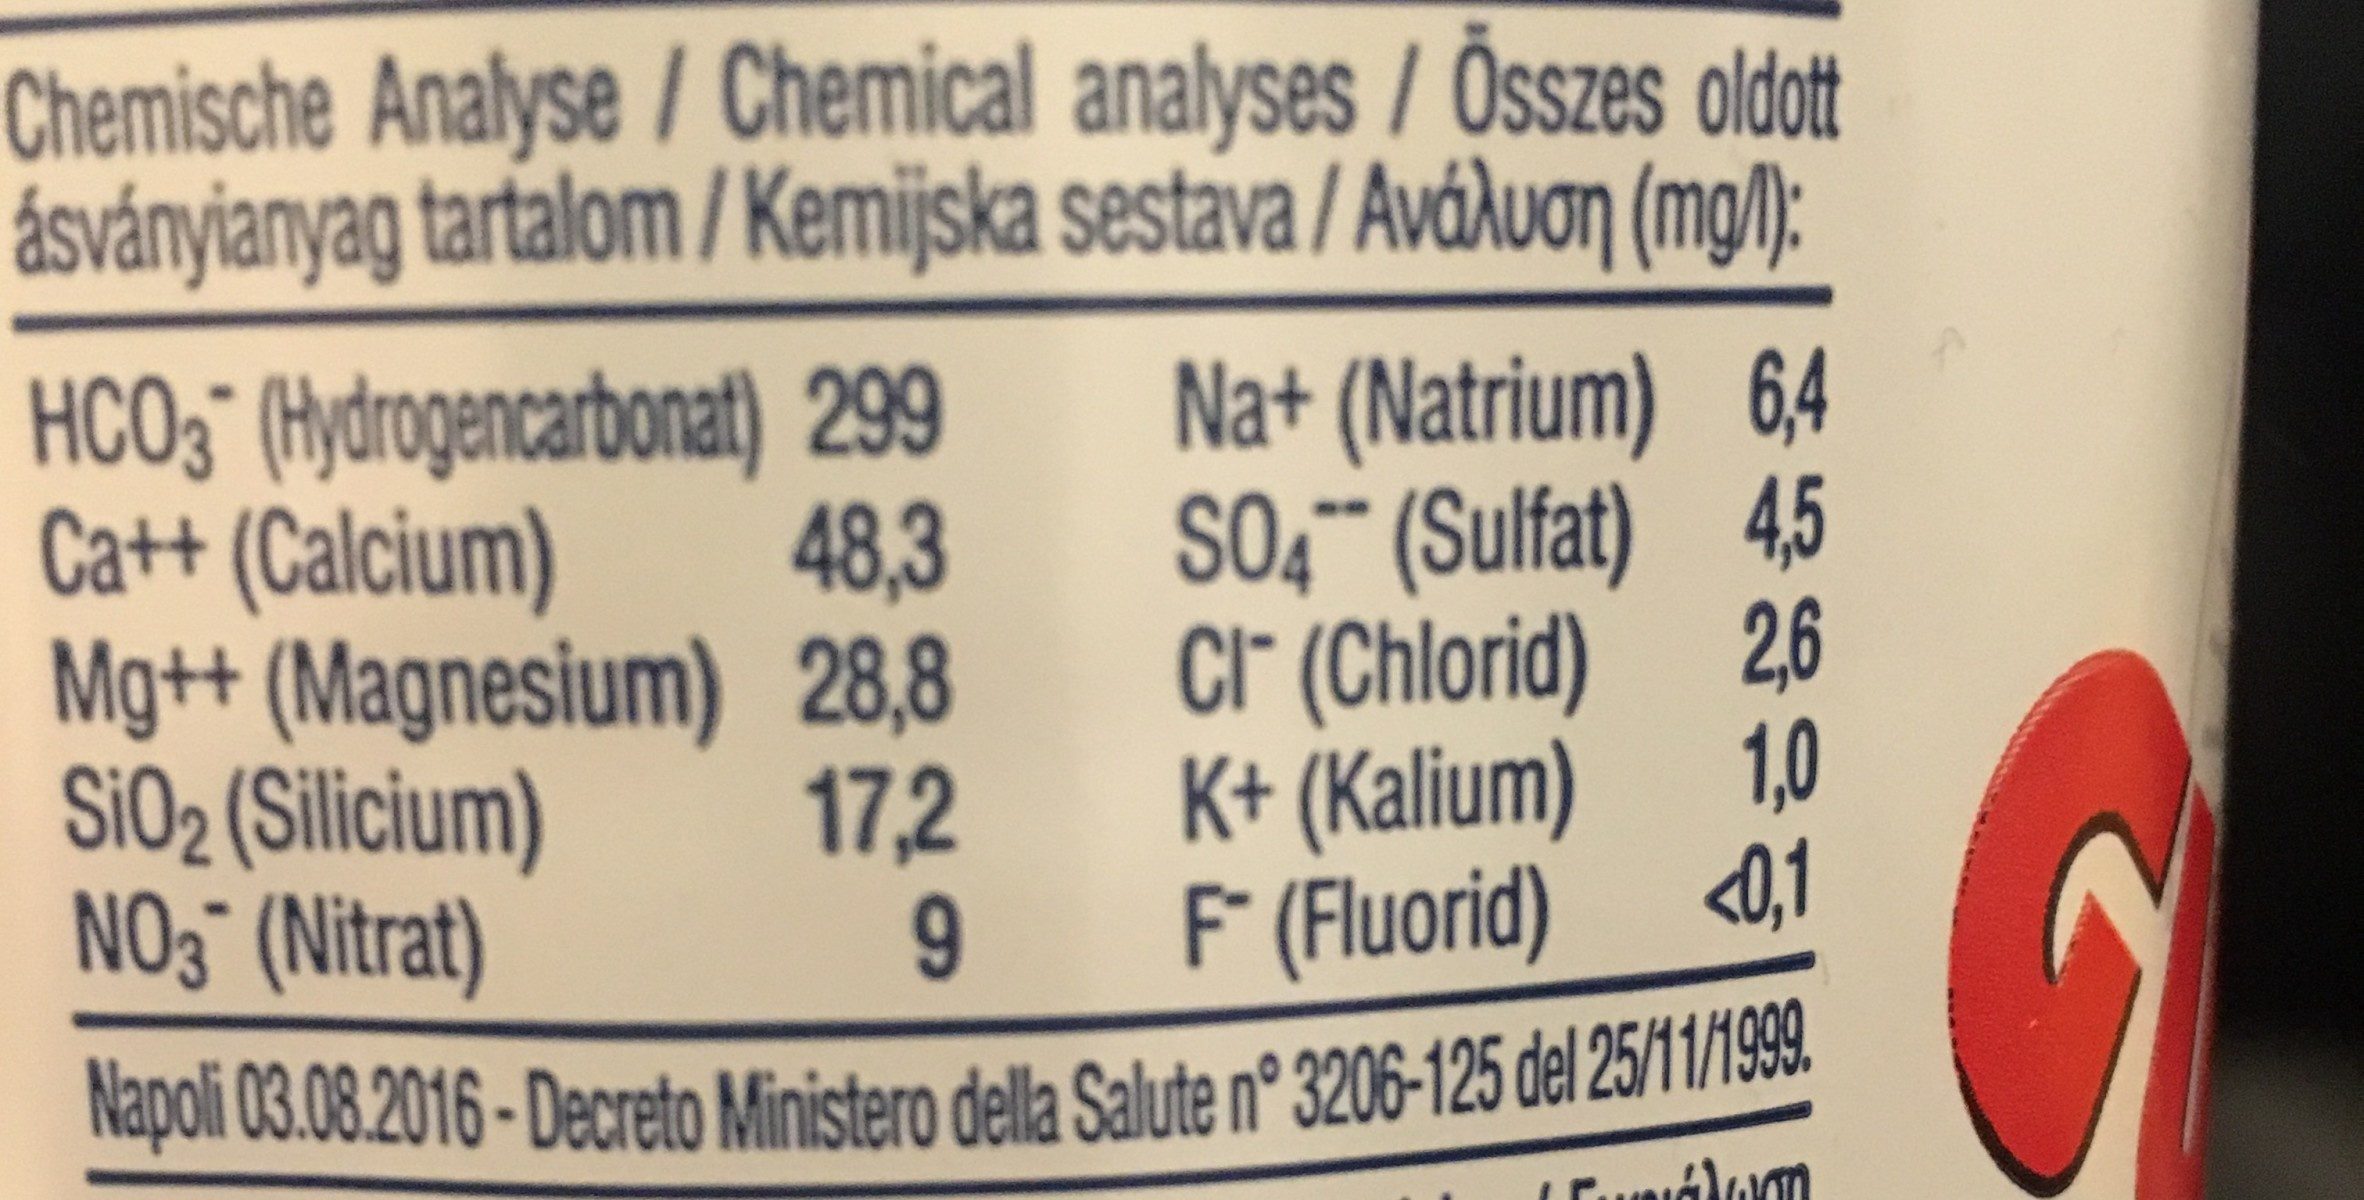 Chemische Analyse / Chemical analyses / Összes oldott
ásványianyag tartalom / Kemijska sestava / Ανάλυση (mg/l):
HCO₃⁻ (Hydrogencarbonat) 299 Na+ (Natrium) 6,4
Ca++ (Calcium) 48,3 SO₄⁻⁻ (Sulfat) 4,5
Mg++ (Magnesium) 28,8 Cl⁻ (Chlorid) 2,6
SiO₂ (Silicium) 17,2 K+ (Kalium) 1,0
NO₃⁻ (Nitrat) 9 F⁻ (Fluorid) <0,1
Napoli 03.08.2016 - Decreto Ministero della Salute n° 3206-125 del 25/11/1999.